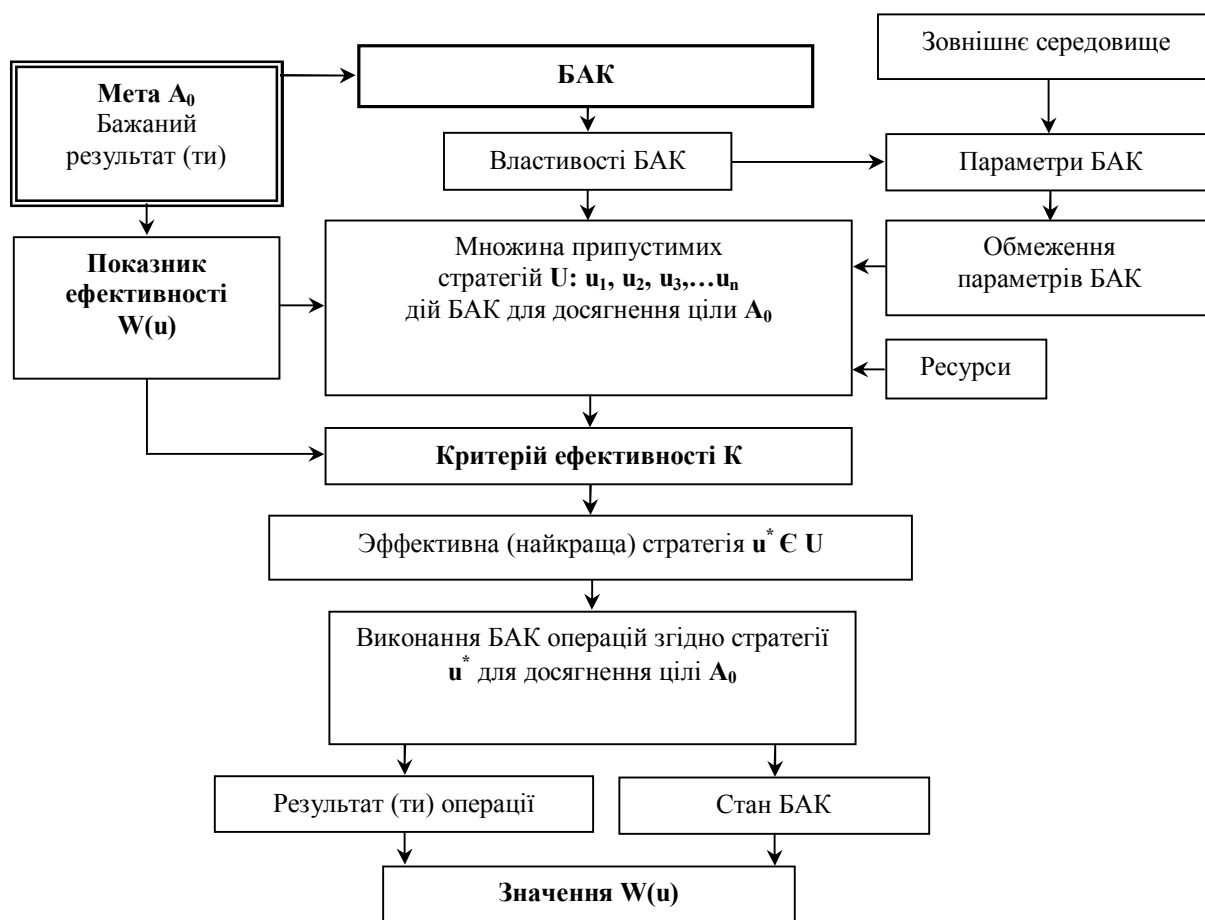 Зовнішнє середовище
БАК
Мета A₀
Бажаний
результат (ти)
Властивості БАК
Параметри БАК
Показник
ефективності
W(u)
Множина припустимих
стратегій U: u₁, u₂, u₃,…uₙ
дій БАК для досягнення ціли A₀
Обмеження
параметрів БАК
Ресурси
Критерій ефективності К
Эффективна (найкраща) стратегія u* Є U
Виконання БАК операцій згідно стратегії
u* для досягнення цілі A₀
Результат (ти) операції
Стан БАК
Значення W(u)